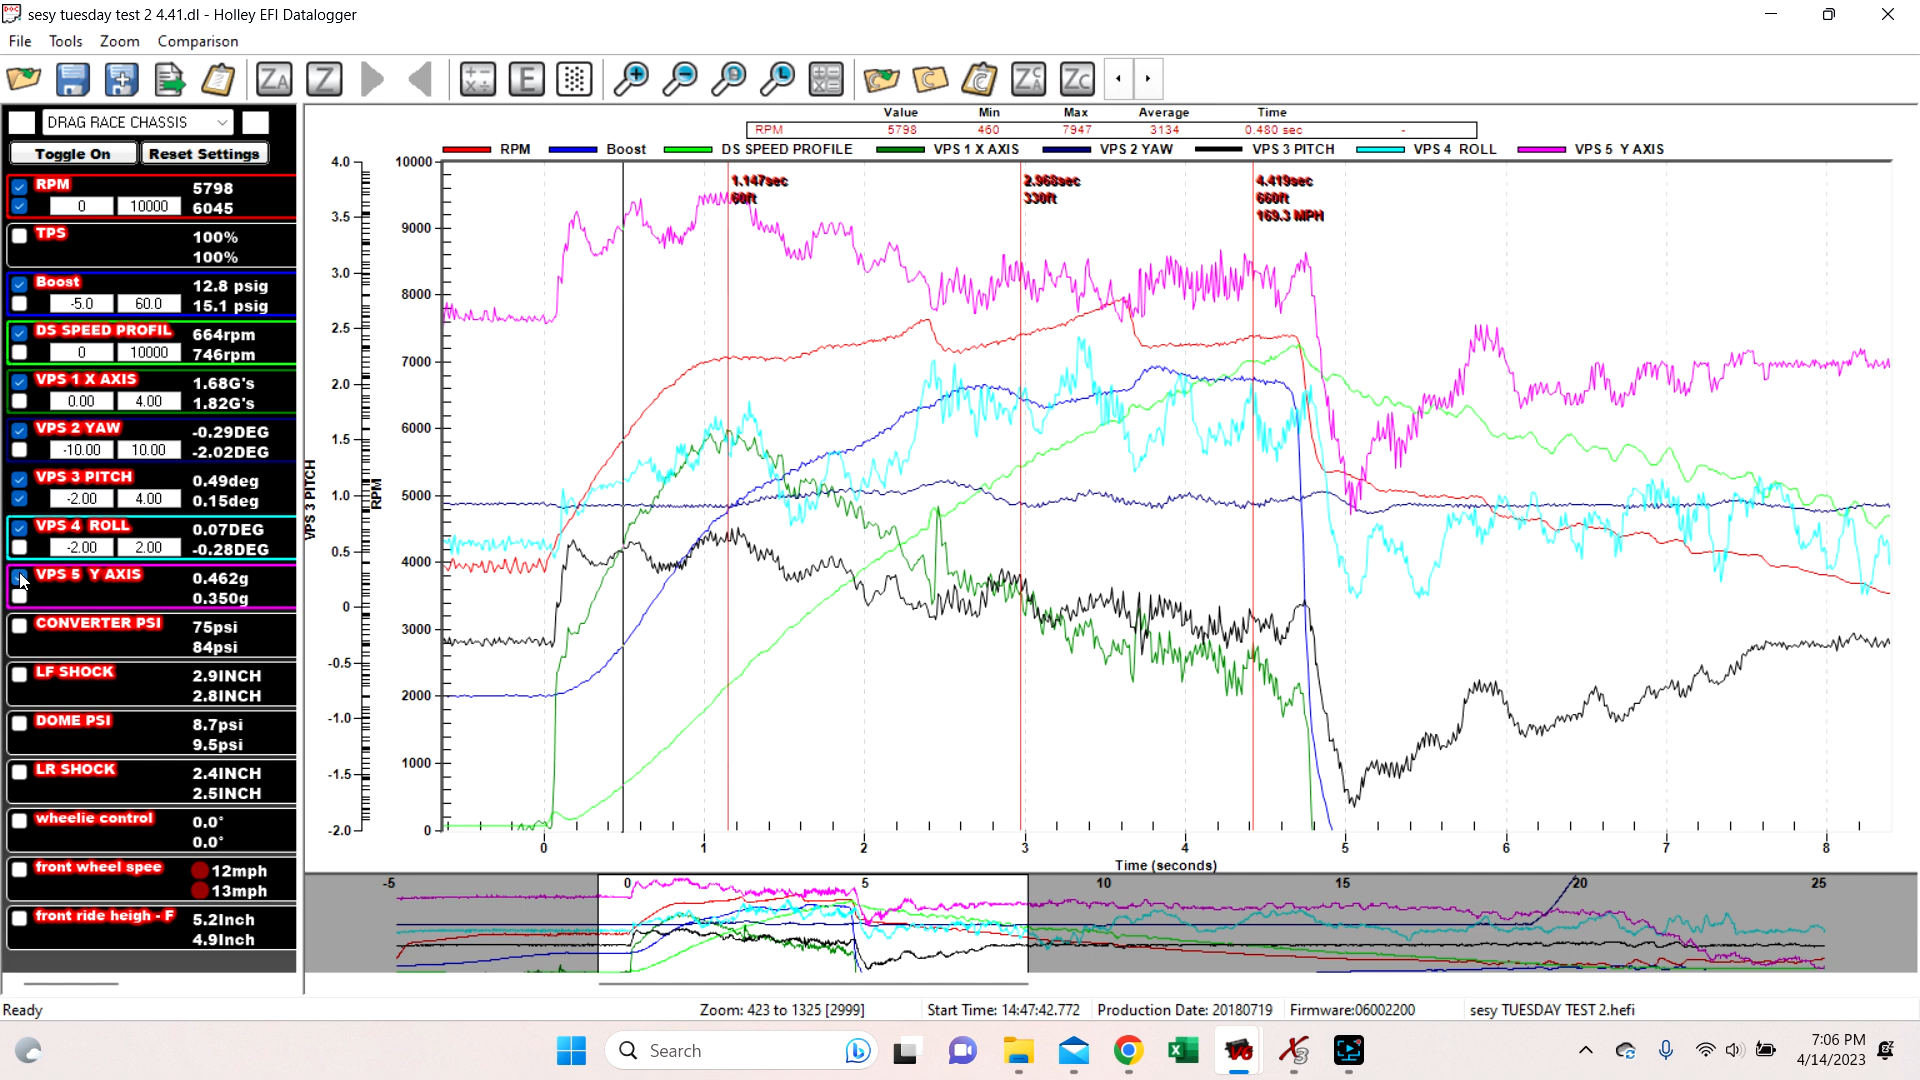 sesy tuesday test 2 4.41.dl - Holley EFI Datalogger
File Tools Zoom Comparison
ZA Z E ZCA ZC
DRAG RACE CHASSIS
Toggle On Reset Settings
RPM 5798
0 10000 6045
TPS 100%
100%
Boost 12.8 psig
-5.0 60.0 15.1 psig
DS SPEED PROFIL 664rpm
0 10000 746rpm
VPS 1 X AXIS 1.68G's
0.00 4.00 1.82G's
VPS 2 YAW -0.29DEG
-10.00 10.00 -2.02DEG
VPS 3 PITCH 0.49deg
-2.00 4.00 0.15deg
VPS 4 ROLL 0.07DEG
-2.00 2.00 -0.28DEG
VPS 5 Y AXIS 0.462g
0.350g
CONVERTER PSI 75psi
84psi
LF SHOCK 2.9INCH
2.8INCH
DOME PSI 8.7psi
9.5psi
LR SHOCK 2.4INCH
2.5INCH
wheelie control 0.0°
0.0°
front wheel spee 12mph
13mph
front ride heigh - F 5.2Inch
4.9Inch
Value Min Max Average Time
RPM 5798 460 7947 3134 0.480 sec -
RPM Boost DS SPEED PROFILE VPS 1 X AXIS VPS 2 YAW VPS 3 PITCH VPS 4 ROLL VPS 5 Y AXIS
4.0 10000
3.5 9000
3.0 8000
2.5 7000
2.0 6000
1.5 5000
1.0 4000
0.5 3000
0 2000
-0.5 1000
-1.0 0
-1.5
-2.0
VPS 3 PITCH
RPM
1.147sec
60ft
2.968sec
330ft
4.419sec
660ft
169.3 MPH
0 1 2 3 4 5 6 7 8
Time (seconds)
-5 0 5 10 15 20 25
Ready Zoom: 423 to 1325 [2999] Start Time: 14:47:42.772 Production Date: 20180719 Firmware:06002200 sesy TUESDAY TEST 2.hefi
Search
7:06 PM
4/14/2023